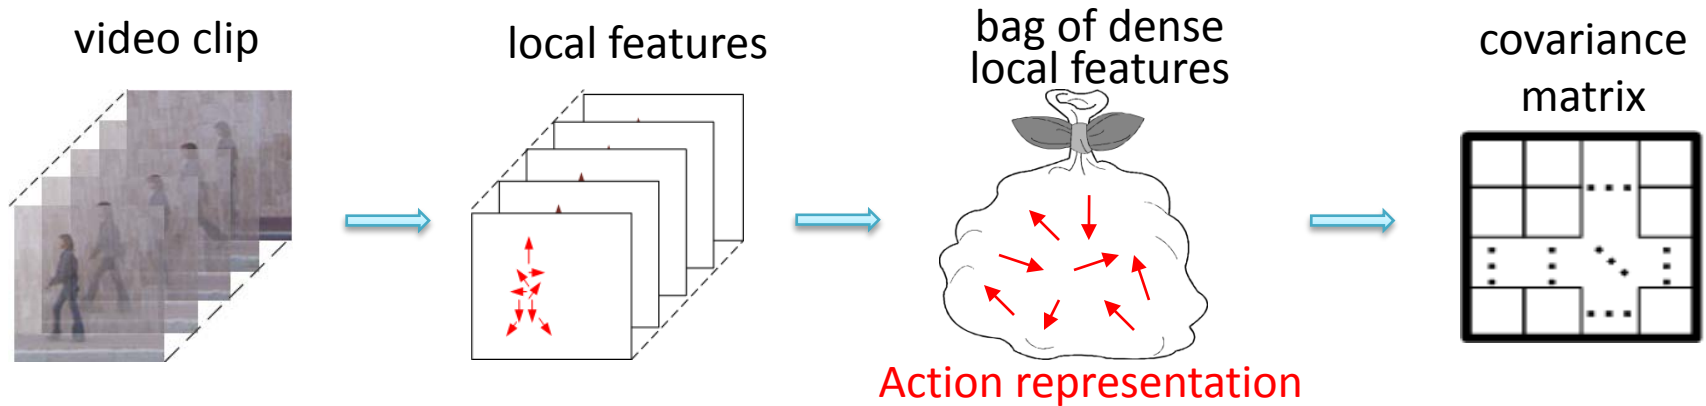 video clip
local features
bag of dense
local features
covariance
matrix
Action representation